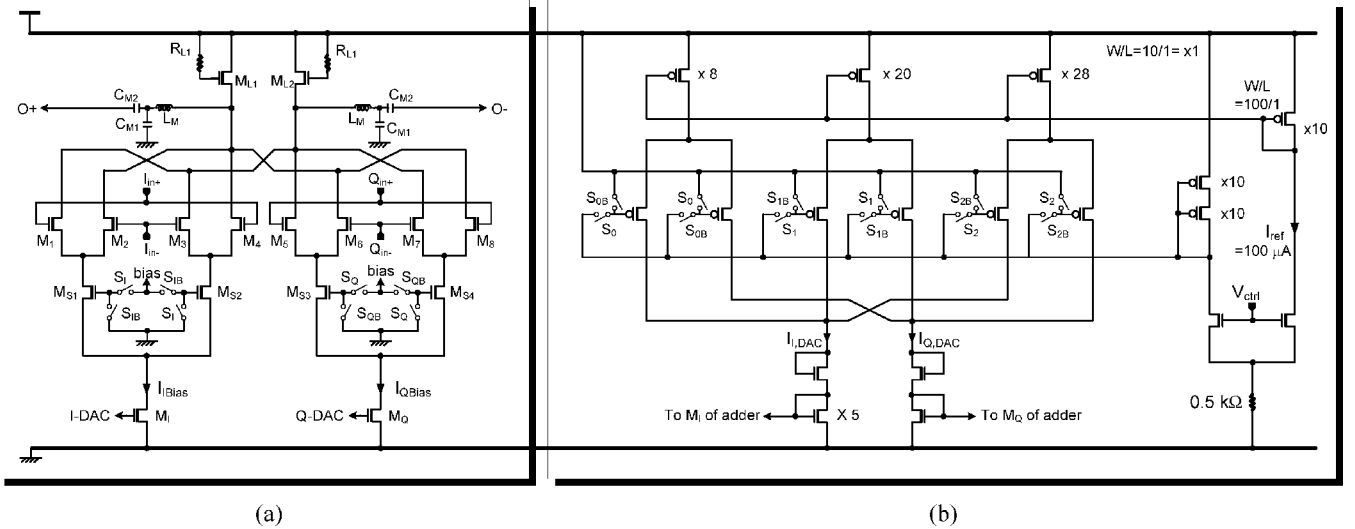 R_L1
R_L1
M_L1
M_L2
O+
C_M2
L_M
C_M1
L_M
C_M2
C_M1
O-
I_in+
Q_in+
M_1
M_2
M_3
M_4
M_5
M_6
M_7
M_8
I_in-
Q_in-
M_S1
S_I
bias
S_IB
M_S2
S_IB
S_I
M_S3
S_Q
bias
S_QB
M_S4
S_QB
S_Q
I_IBias
I_QBias
I-DAC
M_I
Q-DAC
M_Q
(a)
W/L=10/1= x1
x 8
x 20
x 28
W/L
=100/1
x10
S_0B
S_0
S_0
S_0B
S_1B
S_1
S_1
S_1B
S_2B
S_2
S_2
S_2B
x10
x10
I_ref
=100 μA
V_ctrl
I_I,DAC
I_Q,DAC
0.5 kΩ
To M_I of adder
X 5
To M_Q of adder
(b)